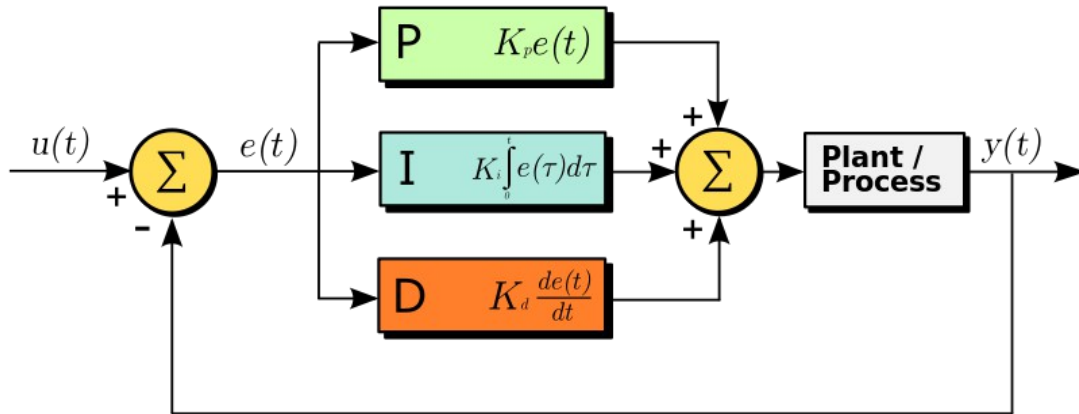 u(t)
+
-
Σ
e(t)
P K_p e(t)
I K_i ∫_0^t e(τ)dτ
D K_d de(t)/dt
+
+
+
Σ
Plant /
Process
y(t)